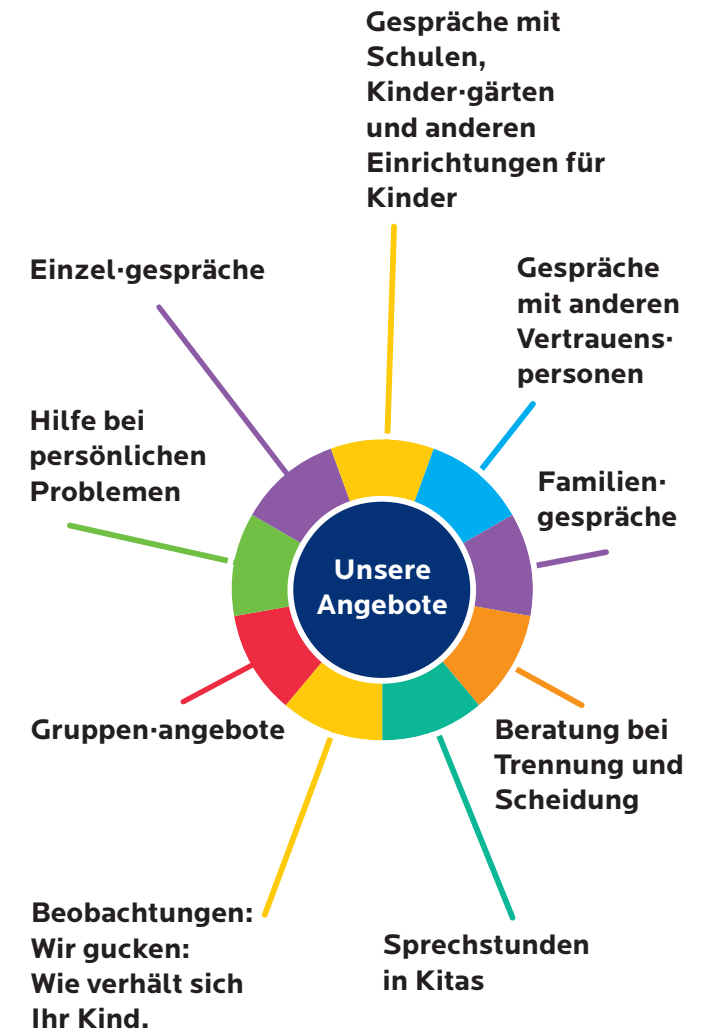 Gespräche mit
Schulen,
Kinder·gärten
und anderen
Einrichtungen für
Kinder
Einzel·gespräche
Gespräche
mit anderen
Vertrauens·
personen
Hilfe bei
persönlichen
Problemen
Familien·
gespräche
Unsere
Angebote
Gruppen·angebote
Beratung bei
Trennung und
Scheidung
Beobachtungen:
Wir gucken:
Wie verhält sich
Ihr Kind.
Sprechstunden
in Kitas